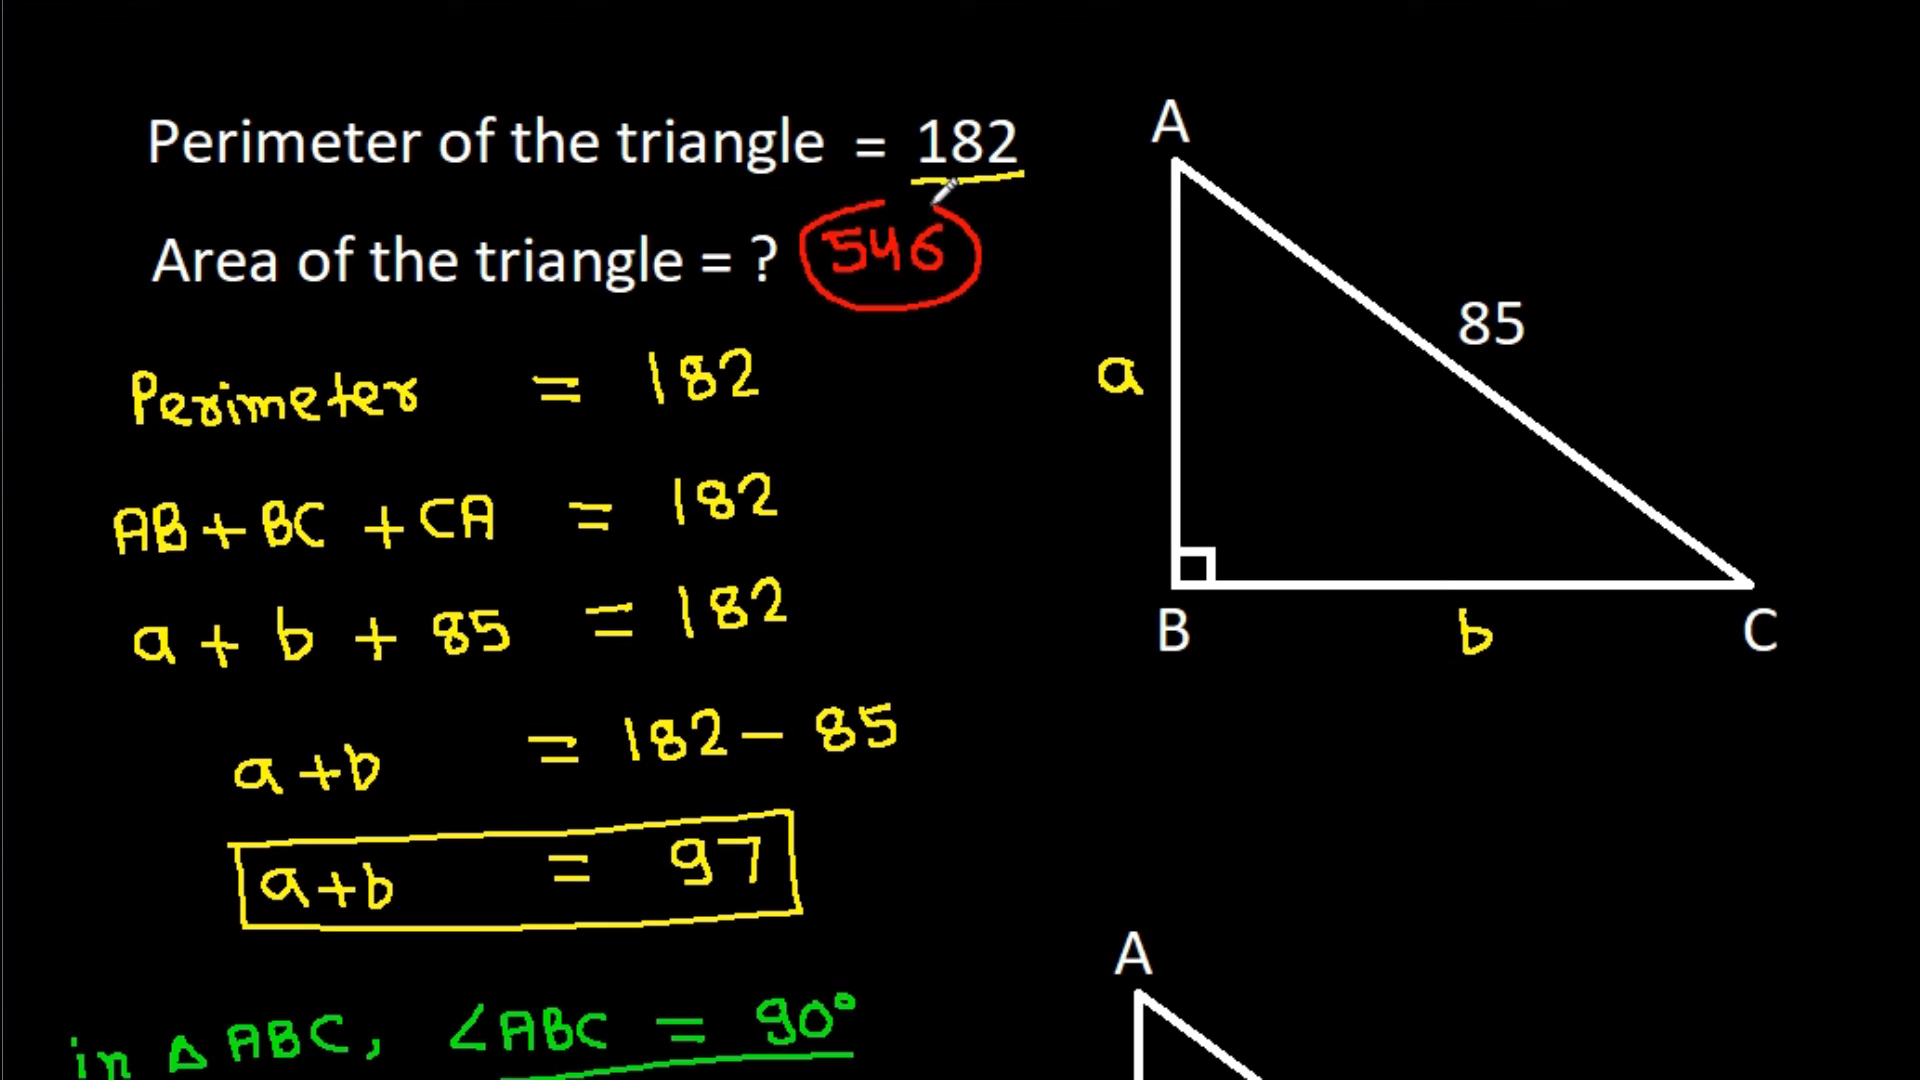 Perimeter of the triangle = 182
Area of the triangle = ? 546
Perimeter = 182
AB + BC + CA = 182
a + b + 85 = 182
a + b = 182 - 85
a + b = 97
in △ ABC, ∠ABC = 90°
A
85
a
B
b
C
A